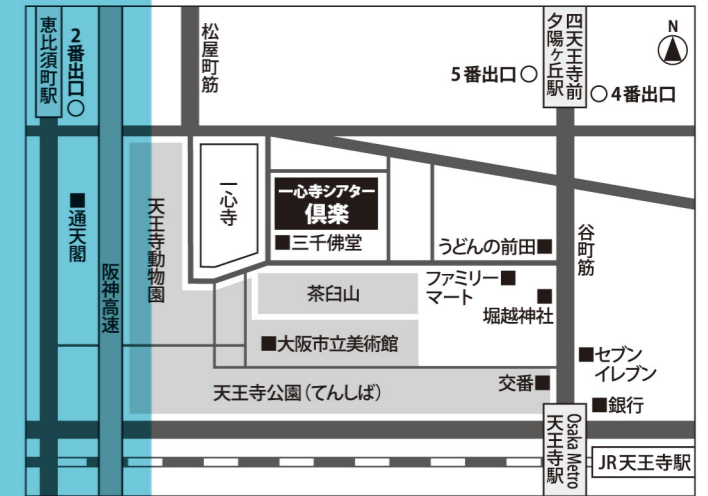 恵比須町駅
2番出口
松屋町筋
5番出口
四天王寺前
夕陽ヶ丘駅
4番出口
N
通天閣
阪神高速
天王寺動物園
一心寺
一心寺シアター
倶楽
三千佛堂
うどんの前田
谷町筋
茶臼山
ファミリー
マート
堀越神社
大阪市立美術館
セブン
イレブン
天王寺公園(てんしば)
交番
銀行
Osaka Metro
天王寺駅
JR天王寺駅